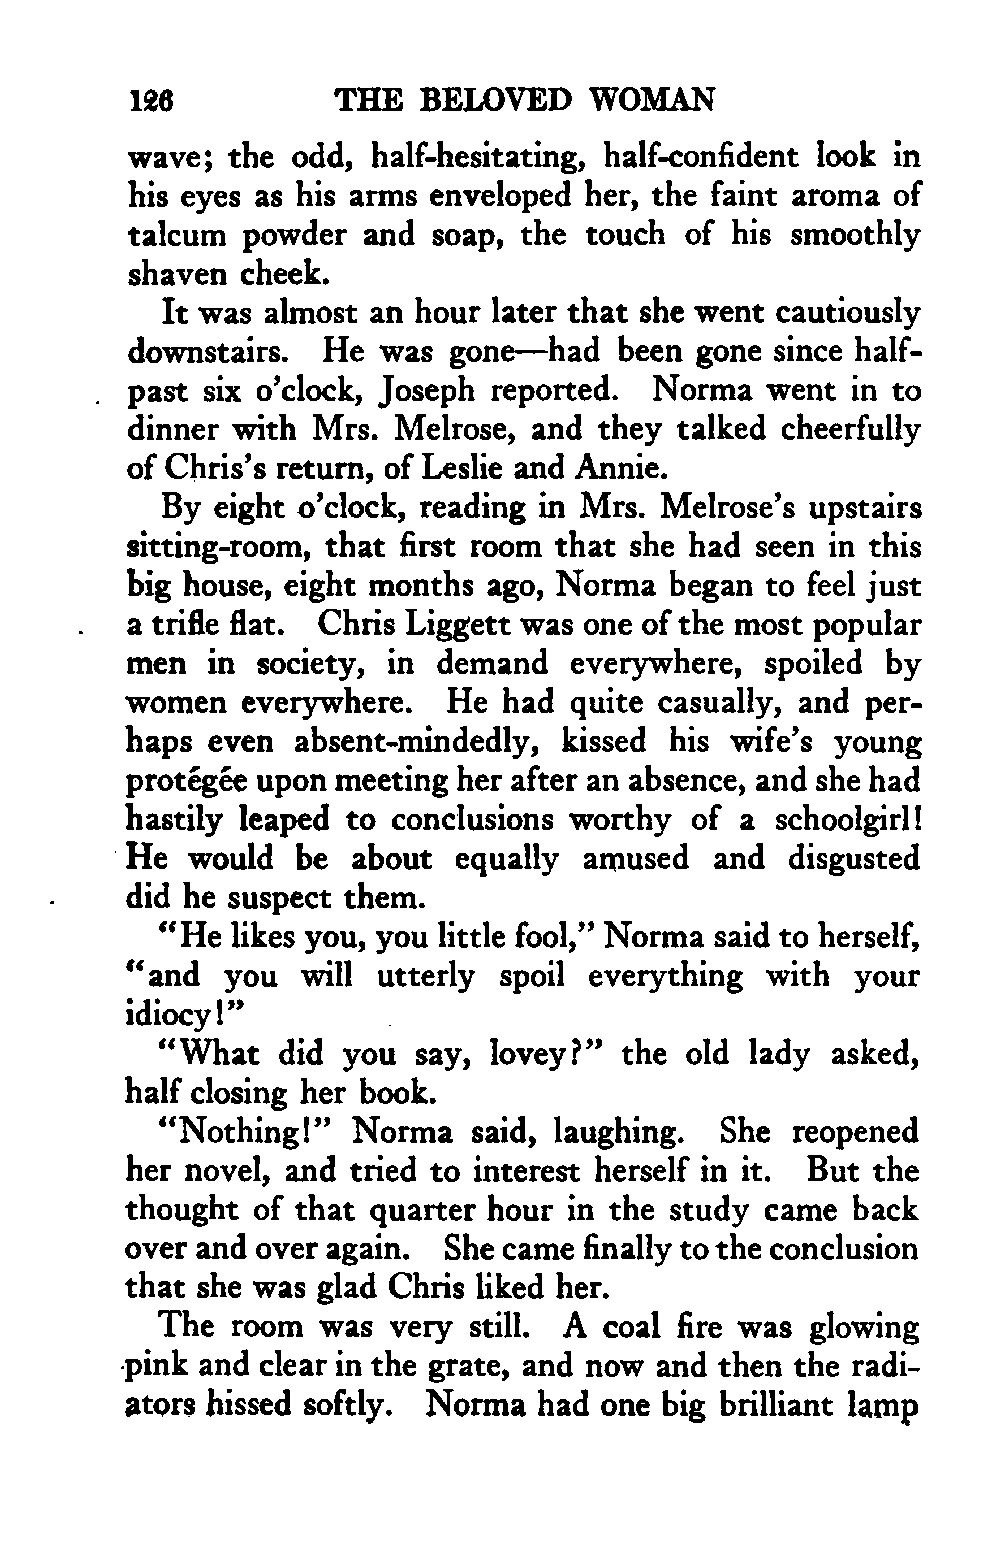 126 THE BELOVED WOMAN
wave; the odd, half-hesitating, half-confident look in
his eyes as his arms enveloped her, the faint aroma of
talcum powder and soap, the touch of his smoothly
shaven cheek.
It was almost an hour later that she went cautiously
downstairs. He was gone—had been gone since half-
past six o'clock, Joseph reported. Norma went in to
dinner with Mrs. Melrose, and they talked cheerfully
of Chris's return, of Leslie and Annie.
By eight o'clock, reading in Mrs. Melrose's upstairs
sitting-room, that first room that she had seen in this
big house, eight months ago, Norma began to feel just
a trifle flat. Chris Liggett was one of the most popular
men in society, in demand everywhere, spoiled by
women everywhere. He had quite casually, and per-
haps even absent-mindedly, kissed his wife's young
protégée upon meeting her after an absence, and she had
hastily leaped to conclusions worthy of a schoolgirl!
He would be about equally amused and disgusted
did he suspect them.
"He likes you, you little fool," Norma said to herself,
"and you will utterly spoil everything with your
idiocy!"
"What did you say, lovey?" the old lady asked,
half closing her book.
"Nothing!" Norma said, laughing. She reopened
her novel, and tried to interest herself in it. But the
thought of that quarter hour in the study came back
over and over again. She came finally to the conclusion
that she was glad Chris liked her.
The room was very still. A coal fire was glowing
pink and clear in the grate, and now and then the radi-
ators hissed softly. Norma had one big brilliant lamp